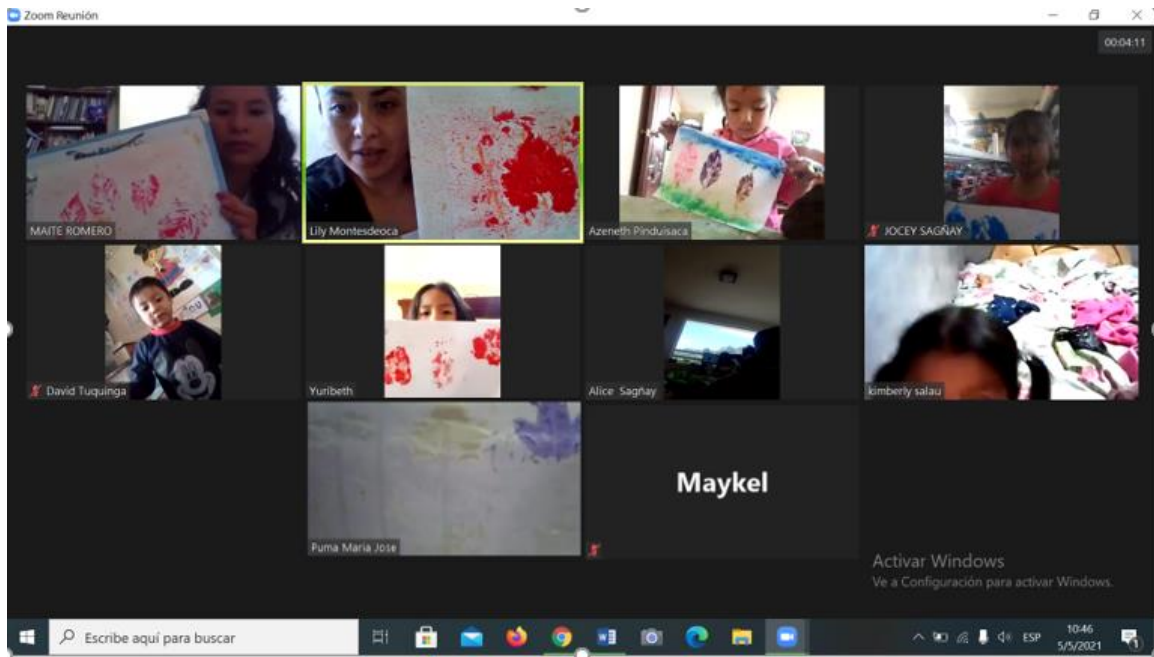 Zoom Reunión
00:04:11
MAITE ROMERO
Lily Montesdeoca
Azeneth Pinduisaca
JOCEY SAGÑAY
David Tuquinga
Yuribeth
Alice Sagñay
kimberly salau
Puma Maria Jose
Maykel
Activar Windows
Ve a Configuración para activar Windows.
Escribe aquí para buscar
ESP
10:46
5/5/2021
1